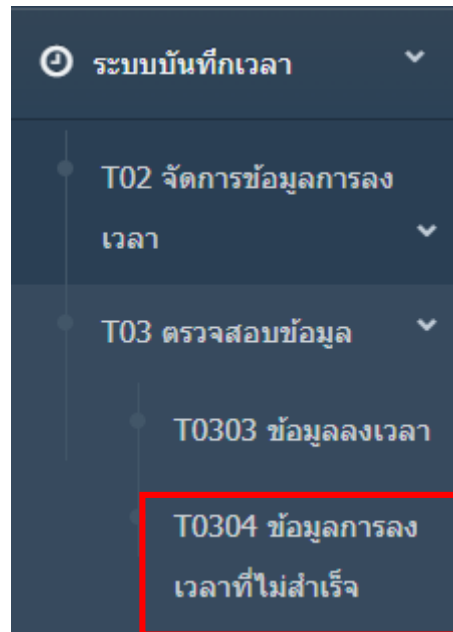 ระบบบันทึกเวลา
T02 จัดการข้อมูลการลง
เวลา
T03 ตรวจสอบข้อมูล
T0303 ข้อมูลลงเวลา
T0304 ข้อมูลการลง
เวลาที่ไม่สำเร็จ